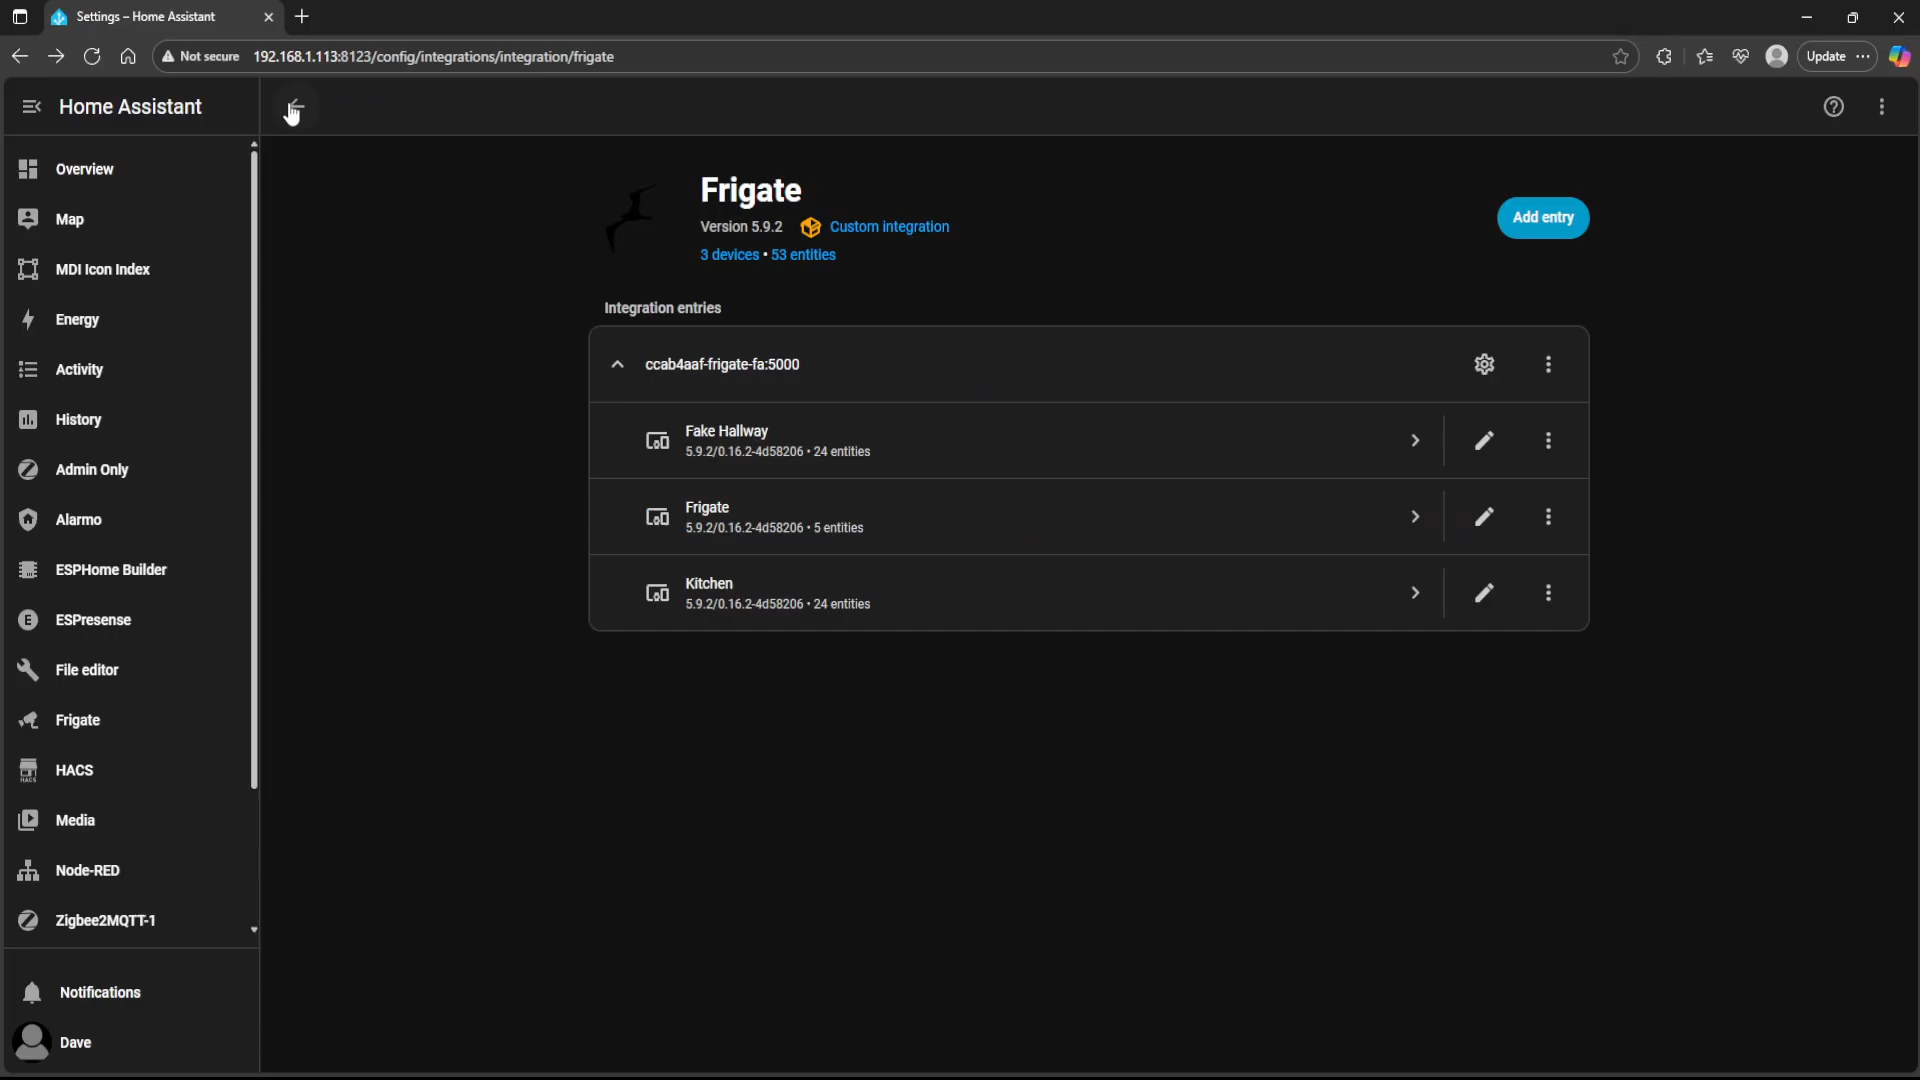 Settings – Home Assistant
Not secure 192.168.1.113:8123/config/integrations/integration/frigate
Update
Home Assistant
Overview
Map
MDI Icon Index
Energy
Activity
History
Admin Only
Alarmo
ESPHome Builder
ESPresense
File editor
Frigate
HACS
Media
Node-RED
Zigbee2MQTT-1
Notifications
Dave
Frigate
Version 5.9.2 Custom integration
3 devices • 53 entities
Add entry
Integration entries
ccab4aaf-frigate-fa:5000
Fake Hallway
5.9.2/0.16.2-4d58206 • 24 entities
Frigate
5.9.2/0.16.2-4d58206 • 5 entities
Kitchen
5.9.2/0.16.2-4d58206 • 24 entities